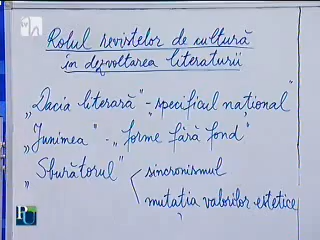 Rolul revistelor de cultură
în dezvoltarea literaturii
„Dacia literară" - „specificul național"
„Junimea" - „forme fără fond"
„Sburătorul" sincronismul
mutația valorilor estetice